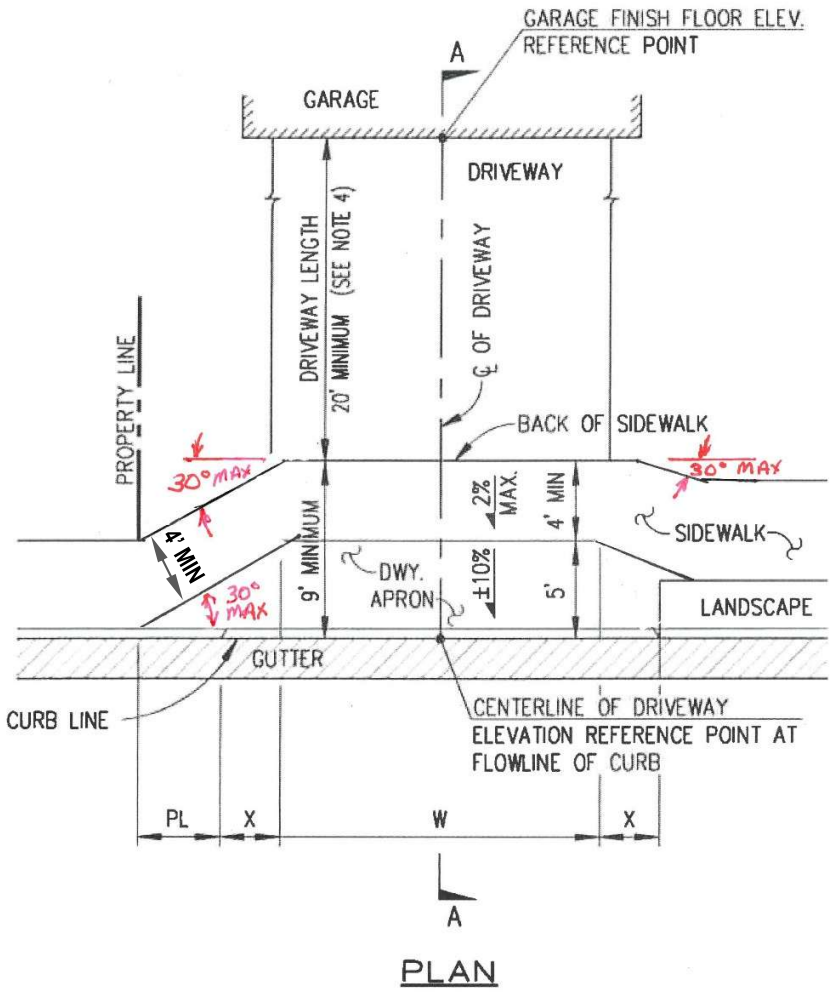 GARAGE FINISH FLOOR ELEV.
REFERENCE POINT
A
GARAGE
DRIVEWAY
DRIVEWAY LENGTH
20' MINIMUM (SEE NOTE 4)
℄ OF DRIVEWAY
PROPERTY LINE
BACK OF SIDEWALK
30° MAX
30° MAX
2%
MAX.
4' MIN
SIDEWALK
4' MIN
9' MINIMUM
DWY.
APRON
±10%
5'
30°
MAX
LANDSCAPE
GUTTER
CURB LINE
CENTERLINE OF DRIVEWAY
ELEVATION REFERENCE POINT AT
FLOWLINE OF CURB
PL
X
W
X
A
PLAN